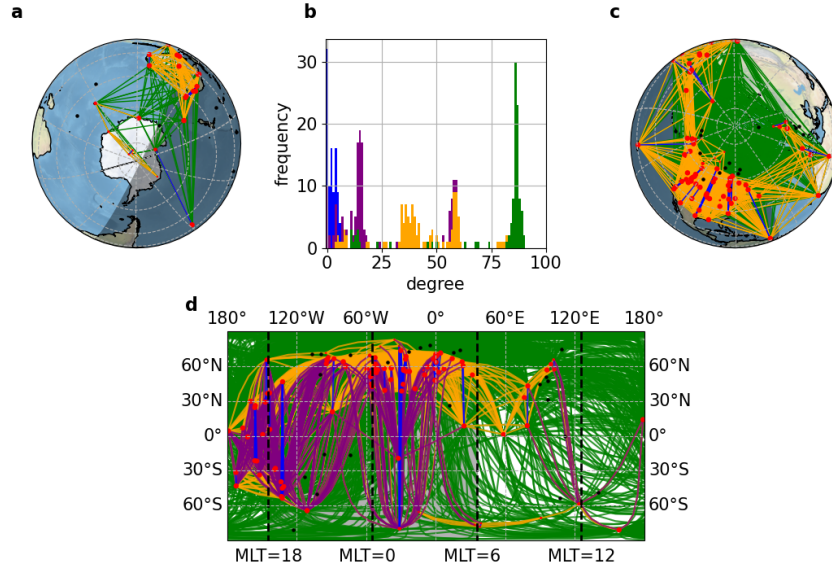 a
b
c
30
20
10
0
frequency
0
25
50
75
100
degree
d
180°
120°W
60°W
0°
60°E
120°E
180°
60°N
30°N
0°
30°S
60°S
60°N
30°N
0°
30°S
60°S
MLT=18
MLT=0
MLT=6
MLT=12